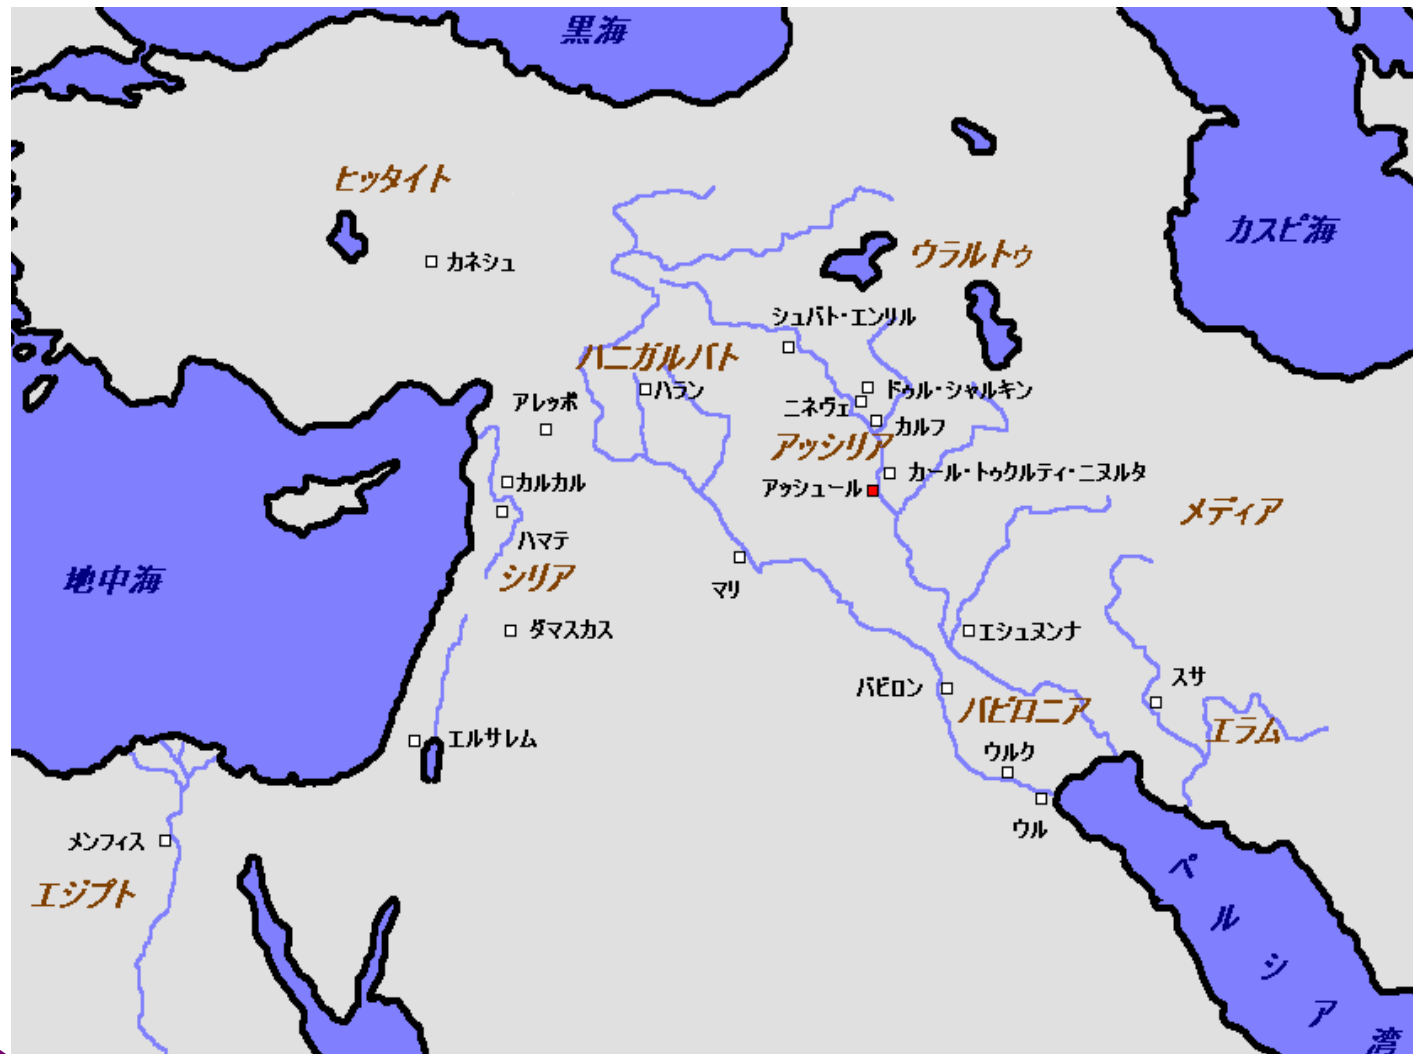 黒海
ヒッタイト
カスピ海
カネシュ
ウラルトゥ
シュバト・エンリル
ハニガルバト
ハラン
ドゥル・シャルキン
アレッポ
ニネヴェ
カルフ
アッシリア
カルカル
カール・トゥクルティ・ニヌルタ
アッシュール
メディア
ハマテ
シリア
地中海
マリ
ダマスカス
エシュヌンナ
スサ
バビロン
バビロニア
エルサレム
エラム
ウルク
ウル
メンフィス
エジプト
ペルシア湾